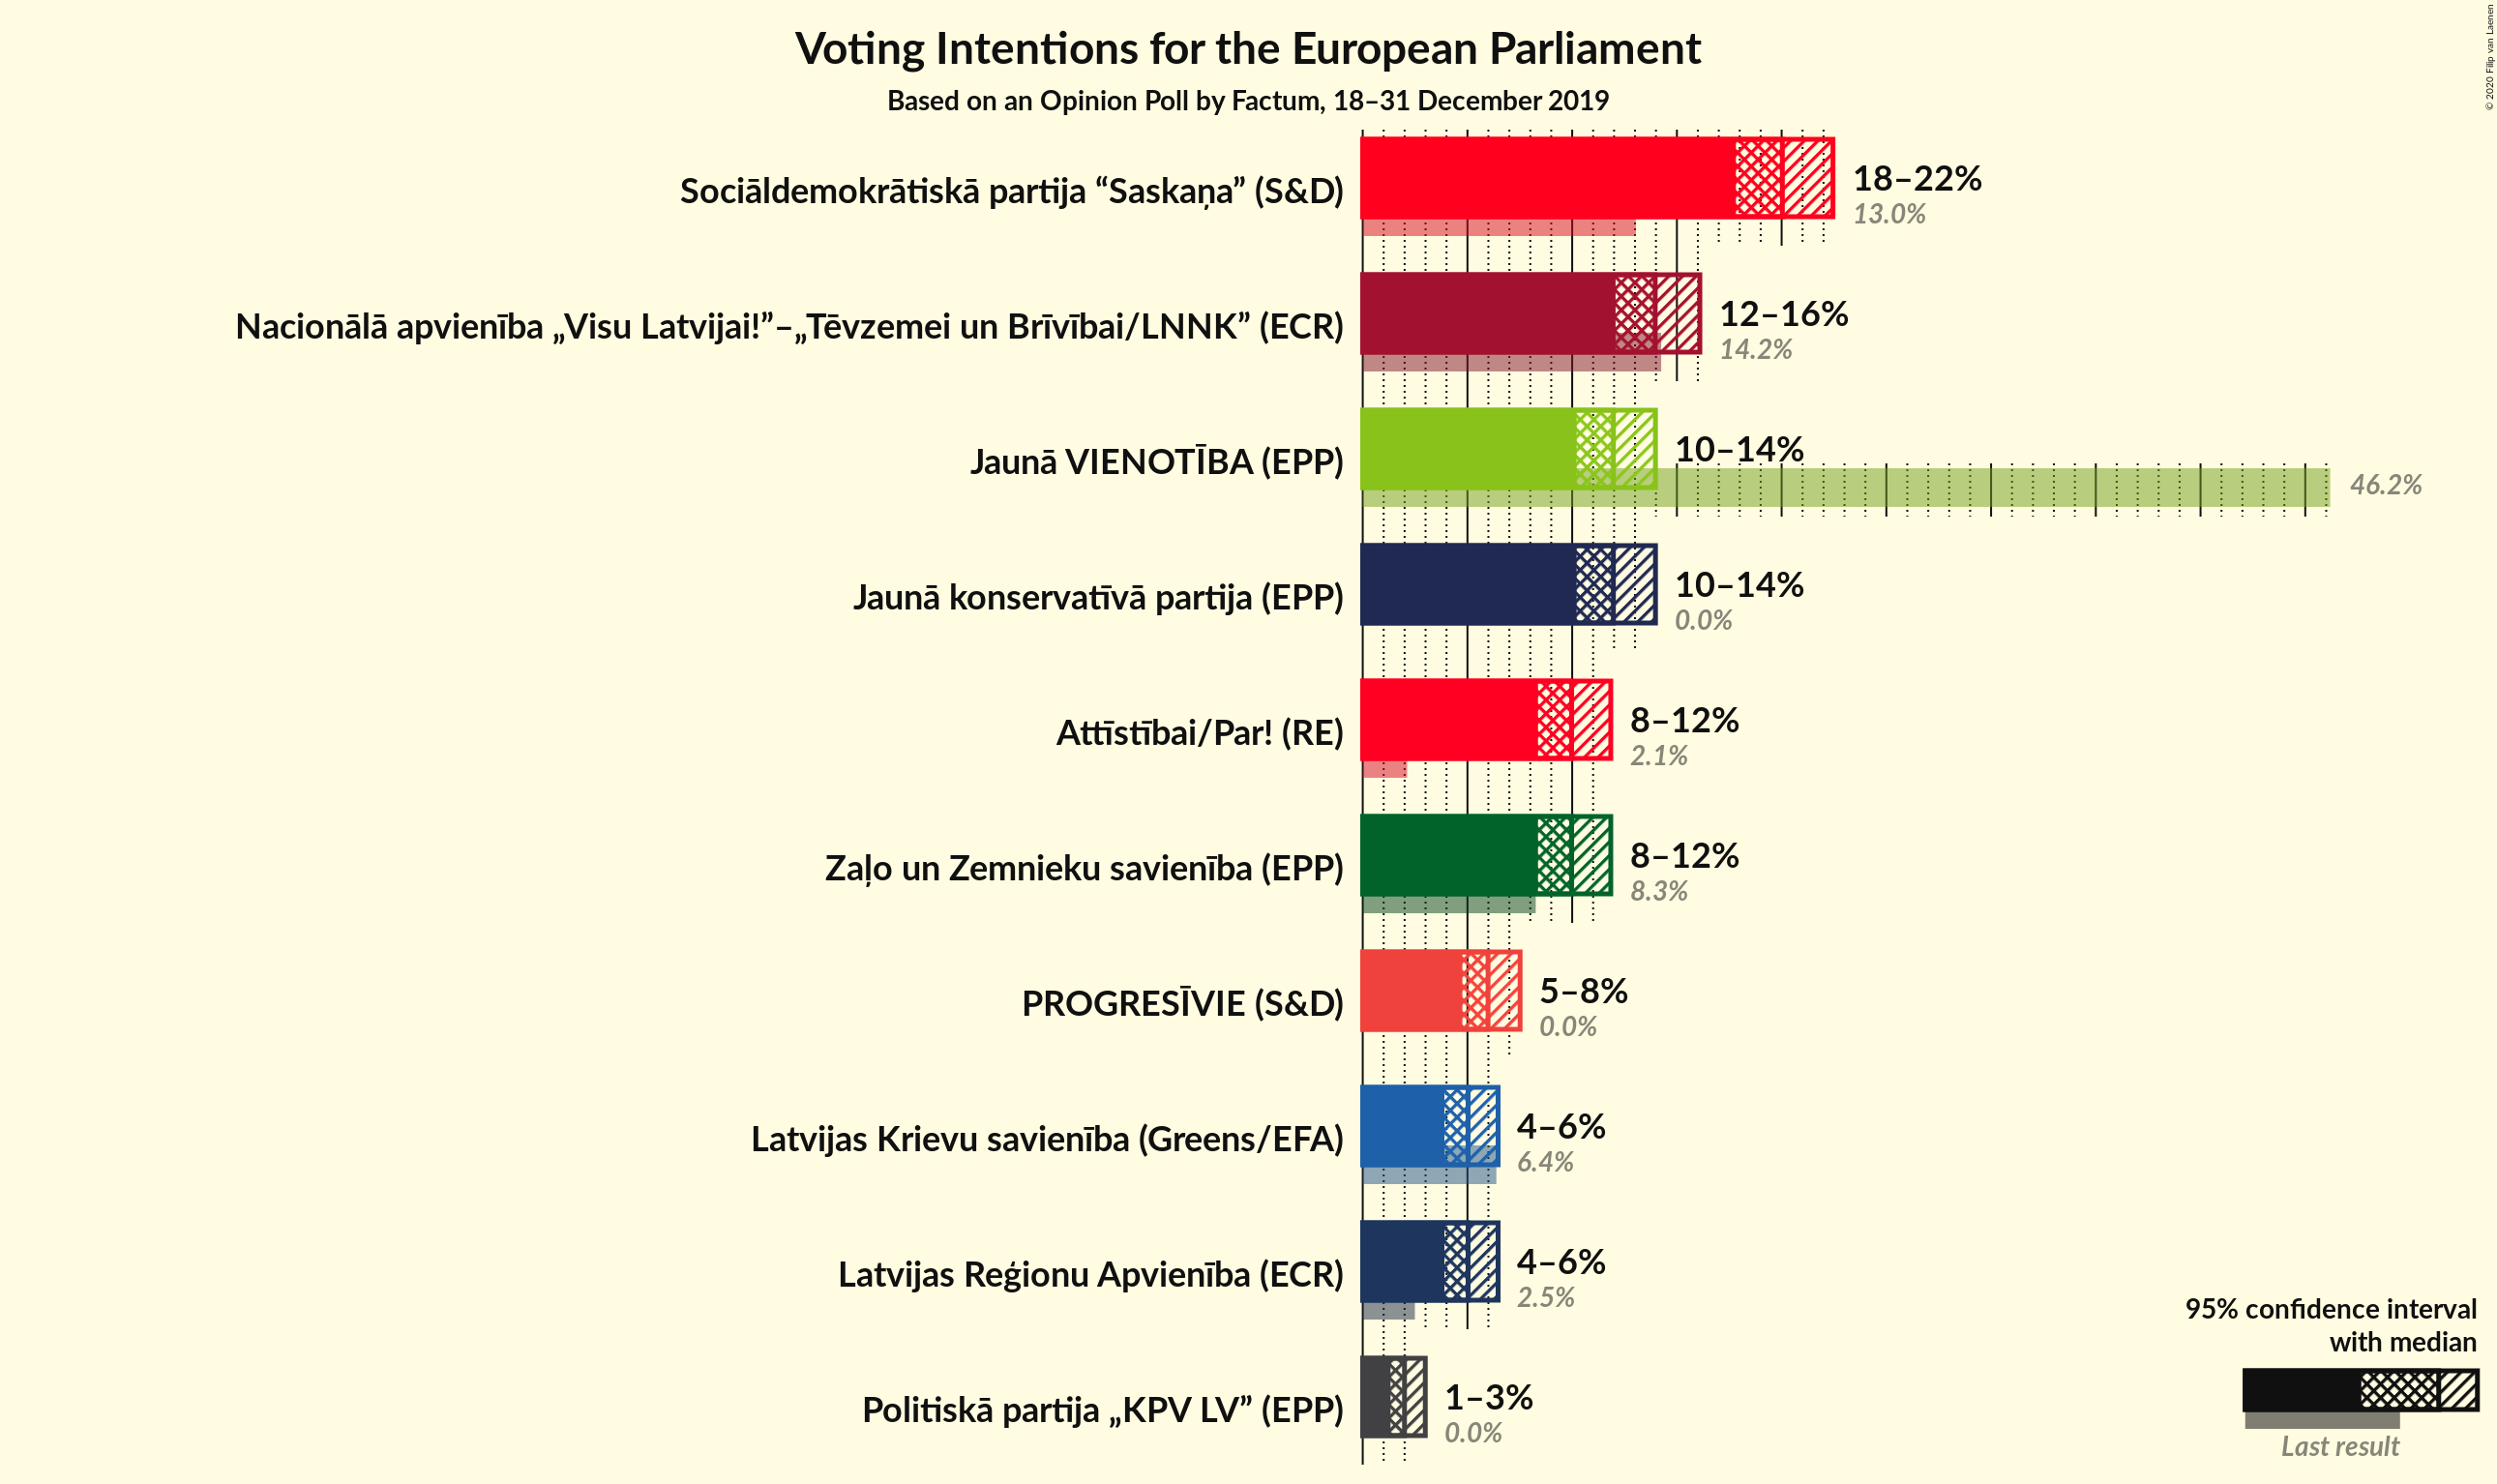 Voting Intentions for the European Parliament
Based on an Opinion Poll by Factum, 18–31 December 2019
© 2020 Filip van Laenen
Sociāldemokrātiskā partija “Saskaņa” (S&D)
18–22%
13.0%
Nacionālā apvienība „Visu Latvijai!”–„Tēvzemei un Brīvībai/LNNK” (ECR)
12–16%
14.2%
Jaunā VIENOTĪBA (EPP)
10–14%
46.2%
Jaunā konservatīvā partija (EPP)
10–14%
0.0%
Attīstībai/Par! (RE)
8–12%
2.1%
Zaļo un Zemnieku savienība (EPP)
8–12%
8.3%
PROGRESĪVIE (S&D)
5–8%
0.0%
Latvijas Krievu savienība (Greens/EFA)
4–6%
6.4%
Latvijas Reģionu Apvienība (ECR)
4–6%
2.5%
Politiskā partija „KPV LV” (EPP)
1–3%
0.0%
95% confidence interval
with median
Last result